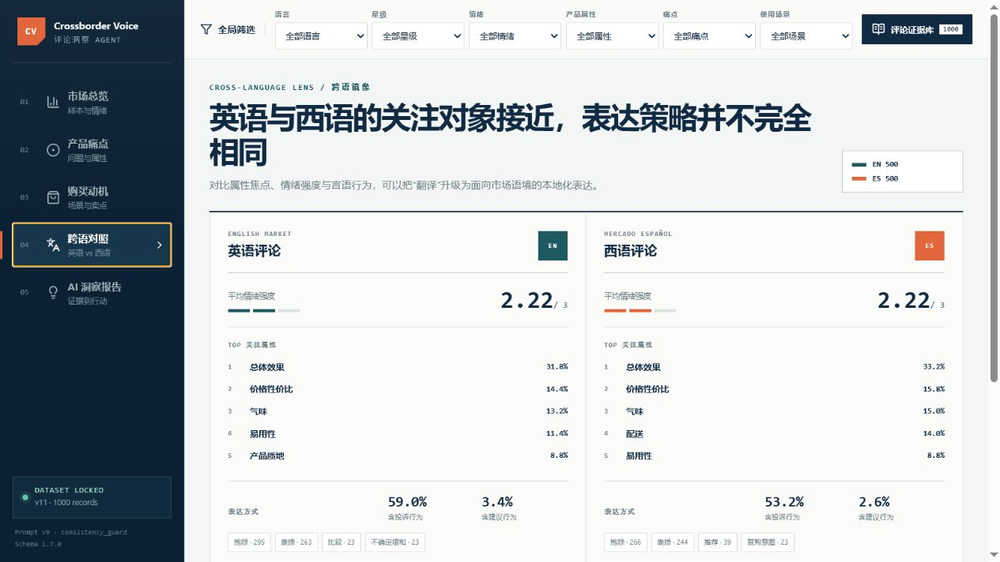 CV
Crossborder Voice
评论洞察 AGENT
01
市场总览
样本与情绪
02
产品痛点
问题与属性
03
购买动机
场景与卖点
04
跨语对照
英语 vs 西语
05
AI 洞察报告
证据到行动
DATASET LOCKED
v11 · 1000 records
Prompt v9 · consistency_guard
Schema 1.7.0
全局筛选
语言
全部语言
星级
全部星级
情绪
全部情绪
产品属性
全部属性
痛点
全部痛点
使用场景
全部场景
评论证据库 1000
CROSS-LANGUAGE LENS / 跨语镜像
英语与西语的关注对象接近，表达策略并不完全
相同
对比属性焦点、情绪强度与言语行为，可以把“翻译”升级为面向市场语境的本地化表达。
EN 500
ES 500
ENGLISH MARKET
英语评论
EN
平均情绪强度
2.22 / 3
TOP 关注属性
1 总体效果 31.8%
2 价格性价比 14.4%
3 气味 13.2%
4 易用性 11.4%
5 产品质地 8.8%
表达方式
59.0%
含投诉行为
3.4%
含建议行为
抱怨 · 295
表扬 · 263
比较 · 23
不确定缓和 · 23
MERCADO ESPAÑOL
西语评论
ES
平均情绪强度
2.22 / 3
TOP 关注属性
1 总体效果 33.2%
2 价格性价比 15.8%
3 气味 15.0%
4 配送 14.0%
5 易用性 8.8%
表达方式
53.2%
含投诉行为
2.6%
含建议行为
抱怨 · 266
表扬 · 244
推荐 · 39
复购意图 · 23